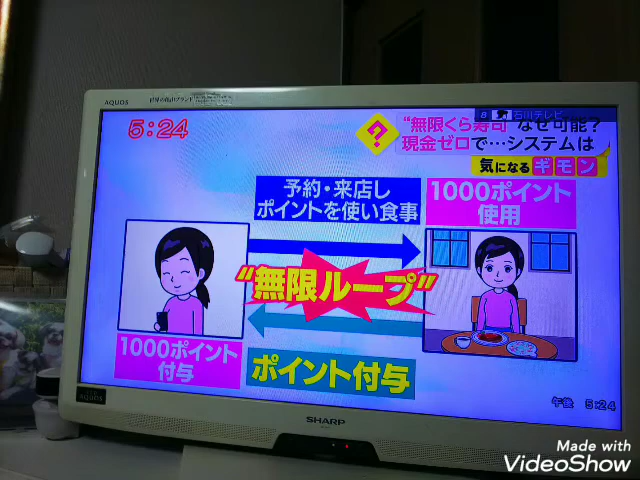 AQUOS
5:24
8 石川テレビ
"無限くら寿司"なぜ可能?
現金ゼロで…システムは
気になるギモン
?
予約・来店し
ポイントを使い食事
1000ポイント
使用
"無限ループ"
1000ポイント
付与
ポイント付与
午後 5:24
AQUOS
SHARP
Made with
VideoShow